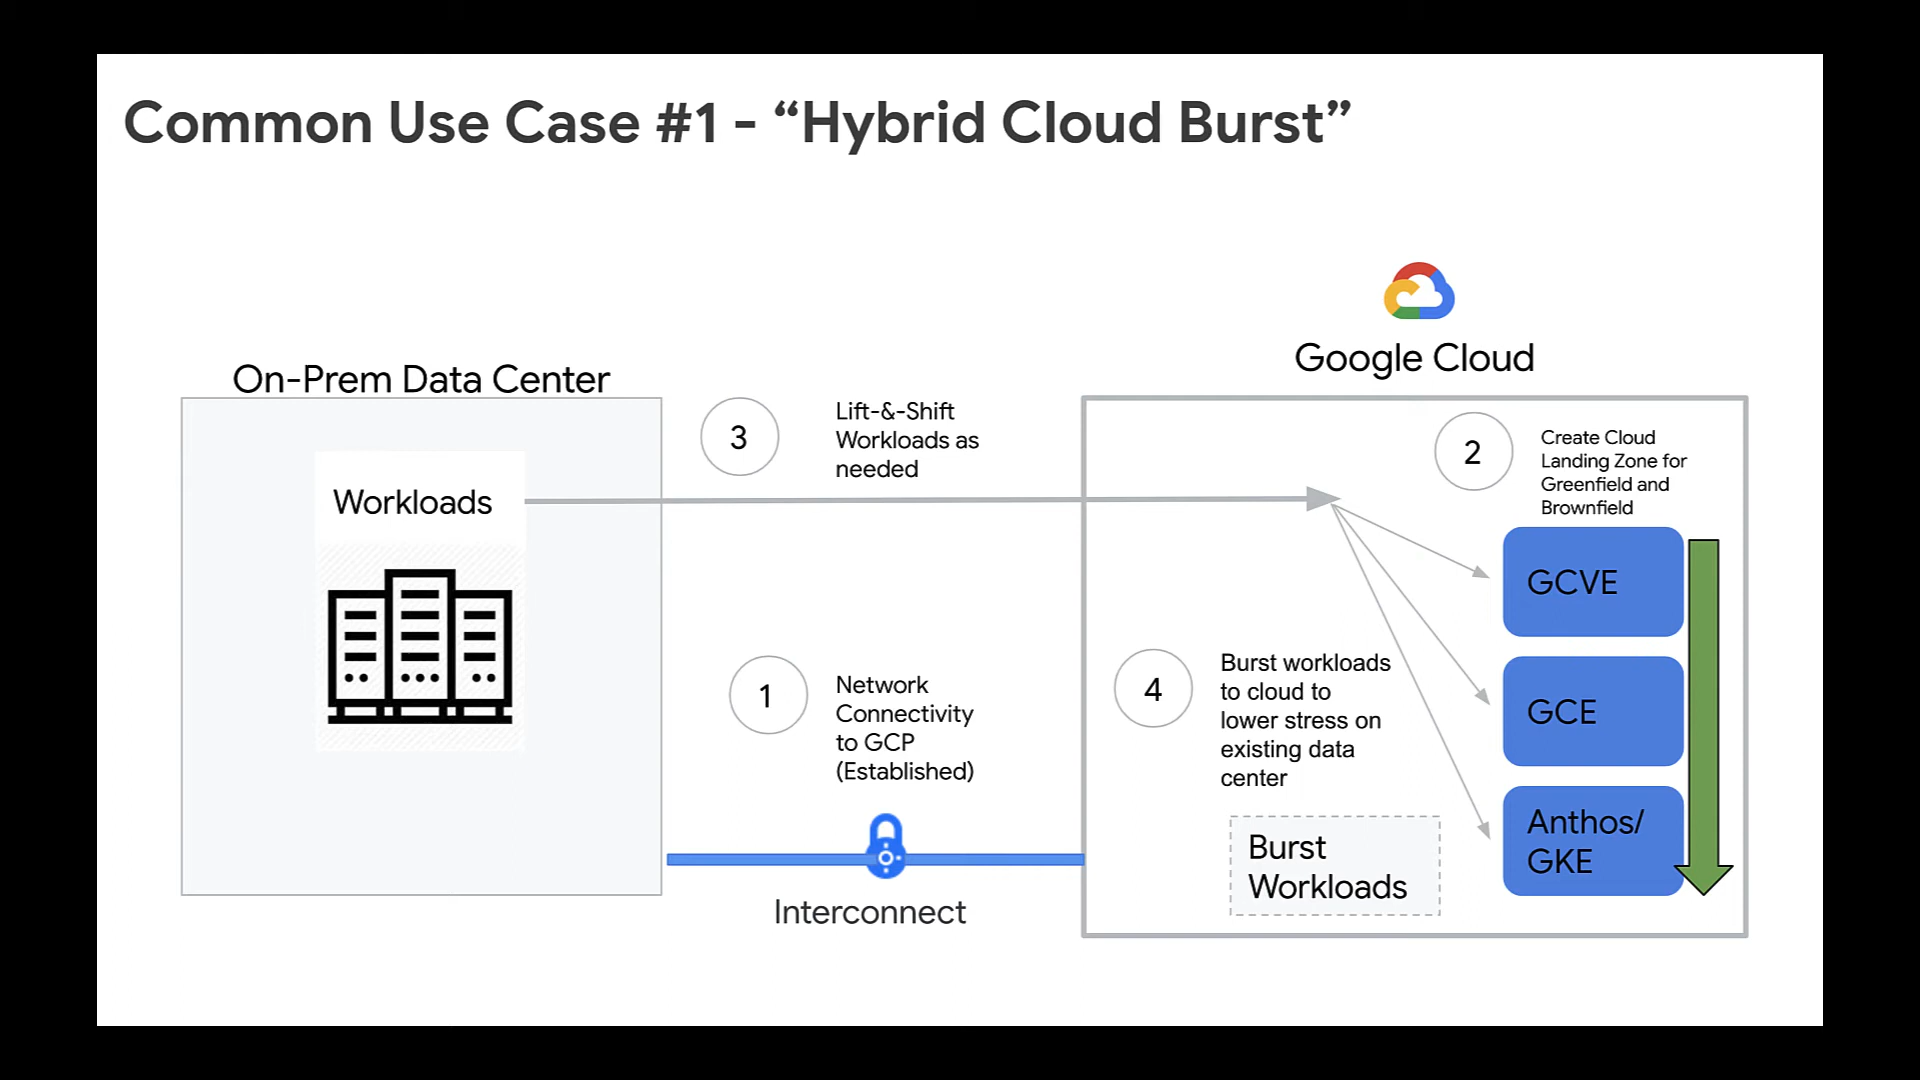 Common Use Case #1 - “Hybrid Cloud Burst”
Google Cloud
On-Prem Data Center
3
Lift-&-Shift
Workloads as
needed
2
Create Cloud
Landing Zone for
Greenfield and
Brownfield
Workloads
GCVE
1
Network
Connectivity
to GCP
(Established)
4
Burst workloads
to cloud to
lower stress on
existing data
center
GCE
Anthos/
GKE
Burst
Workloads
Interconnect